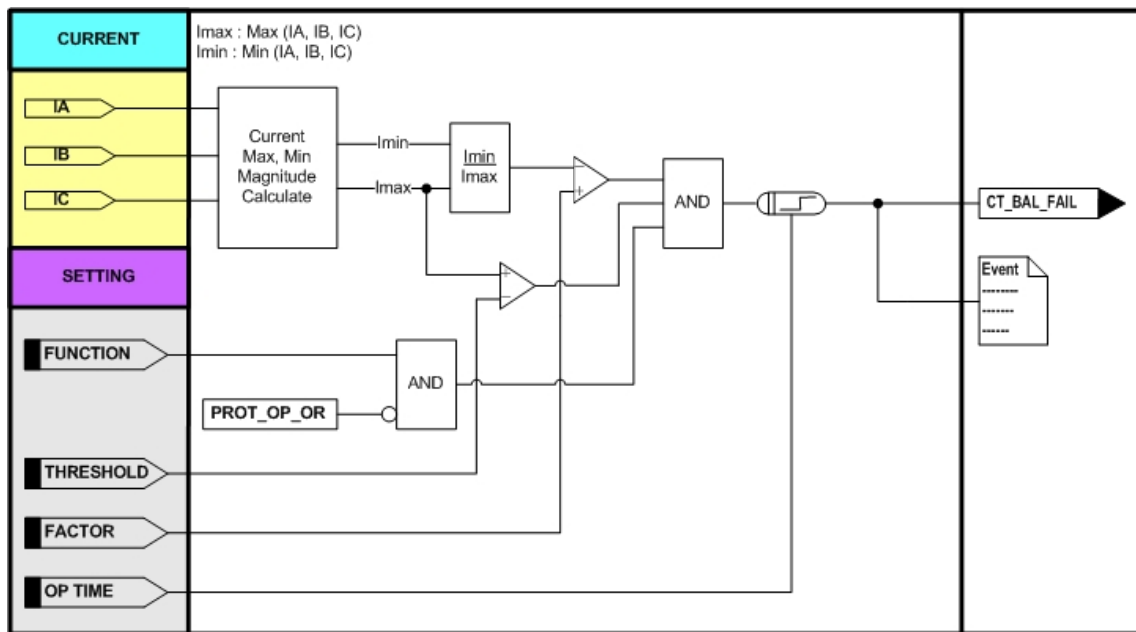 CURRENT
Imax : Max (IA, IB, IC)
Imin : Min (IA, IB, IC)
IA
IB
IC
Current
Max, Min
Magnitude
Calculate
Imin
Imax
Imin
Imax
AND
CT_BAL_FAIL
Event
SETTING
FUNCTION
AND
PROT_OP_OR
THRESHOLD
FACTOR
OP TIME